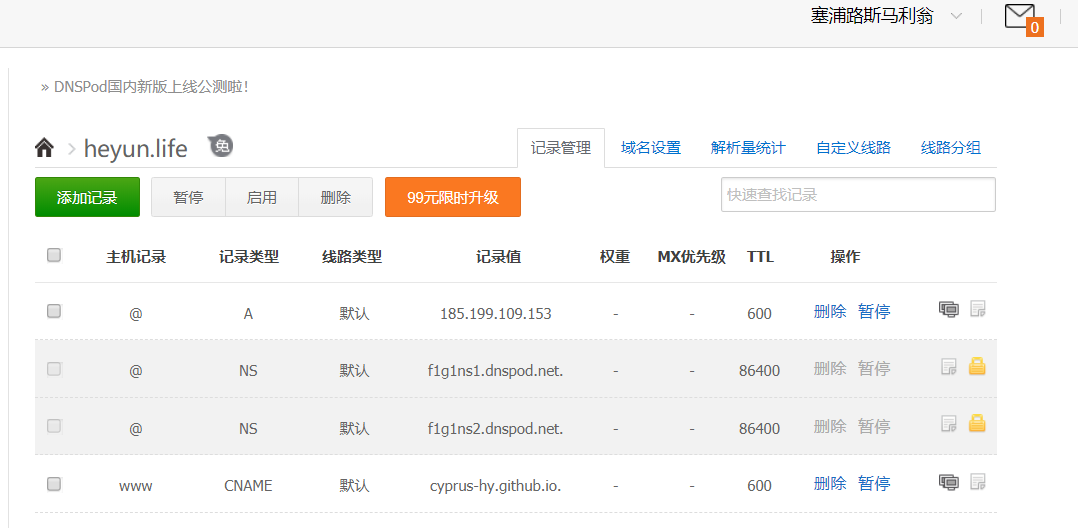 塞浦路斯马利翁
0
» DNSPod国内新版上线公测啦！
heyun.life 免 记录管理 域名设置 解析量统计 自定义线路 线路分组
添加记录 暂停 启用 删除 99元限时升级 快速查找记录
主机记录 记录类型 线路类型 记录值 权重 MX优先级 TTL 操作
@ A 默认 185.199.109.153 - - 600 删除 暂停
@ NS 默认 f1g1ns1.dnspod.net. - - 86400 删除 暂停
@ NS 默认 f1g1ns2.dnspod.net. - - 86400 删除 暂停
www CNAME 默认 cyprus-hy.github.io. - - 600 删除 暂停